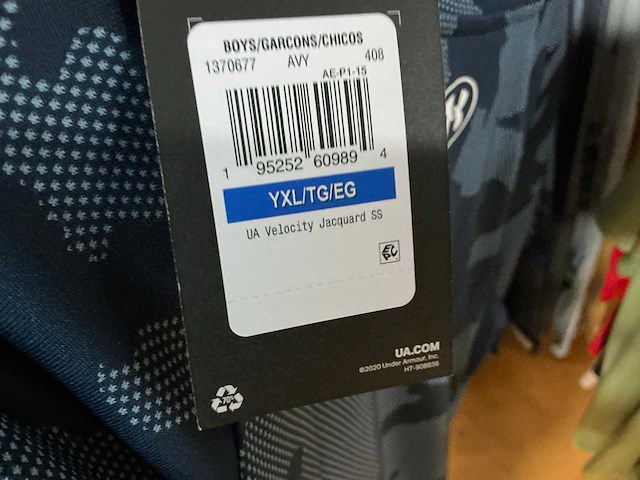 BOYS/GARCONS/CHICOS
1370677 AVY 408
AE-P1-15
1 95252 60989 4
YXL/TG/EG
UA Velocity Jacquard SS
UA.COM
©2020 Under Armour, Inc.
HT-908836